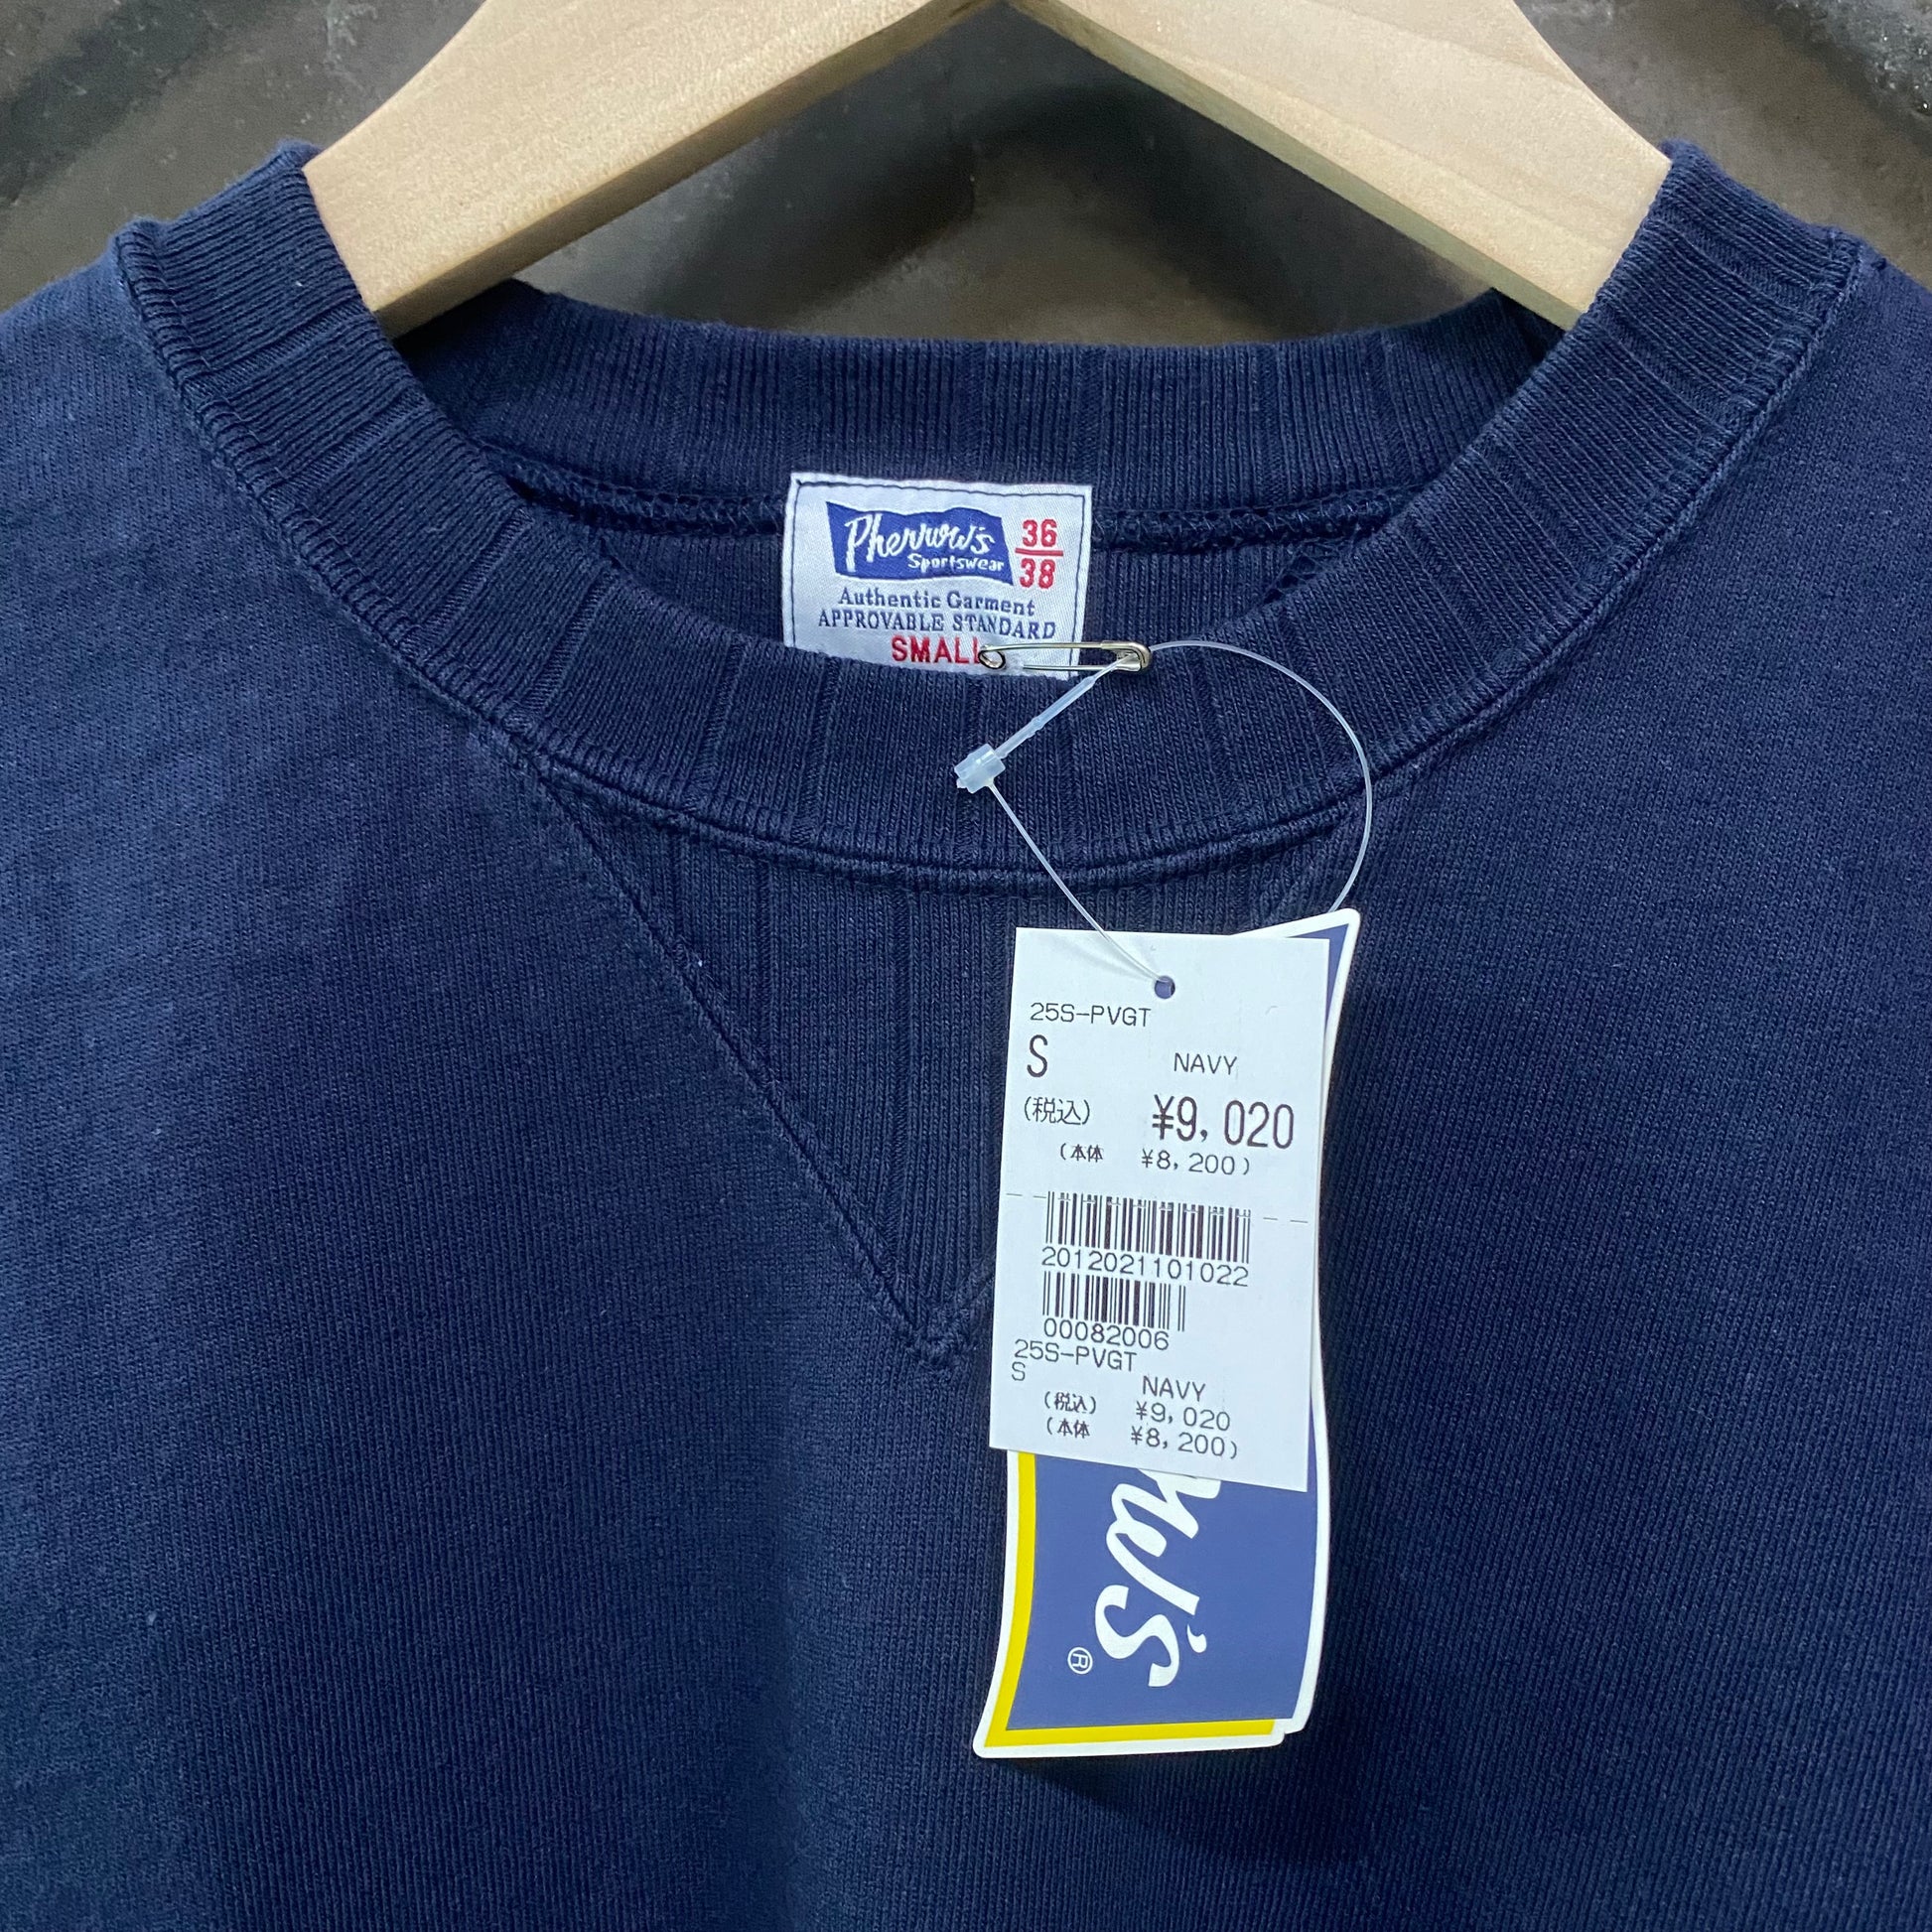 Pherrow's
Sportswear
36
38
Authentic Garment
APPROVABLE STANDARD
SMALL
25S-PVGT
S NAVY
(税込) ¥9,020
(本体 ¥8,200)
2012021101022
00082006
25S-PVGT
S
NAVY
(税込) ¥9,020
(本体 ¥8,200)
w's®